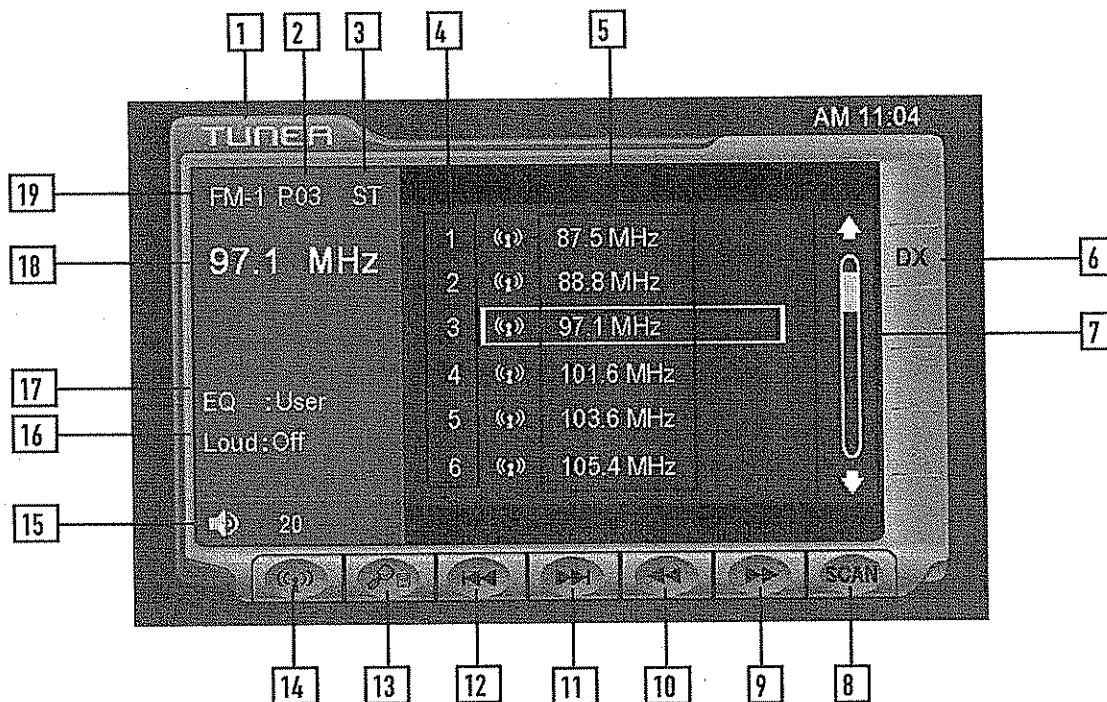 1 2 3 4 5
AM 11:04
TUNER
19 FM-1 P03 ST
18 97.1 MHz
1 87.5 MHz
DX 6
2 88.8 MHz
3 97.1 MHz
7
4 101.6 MHz
17 EQ : User
5 103.6 MHz
16 Loud : Off
6 105.4 MHz
15 20
SCAN
14 13 12 11 10 9 8